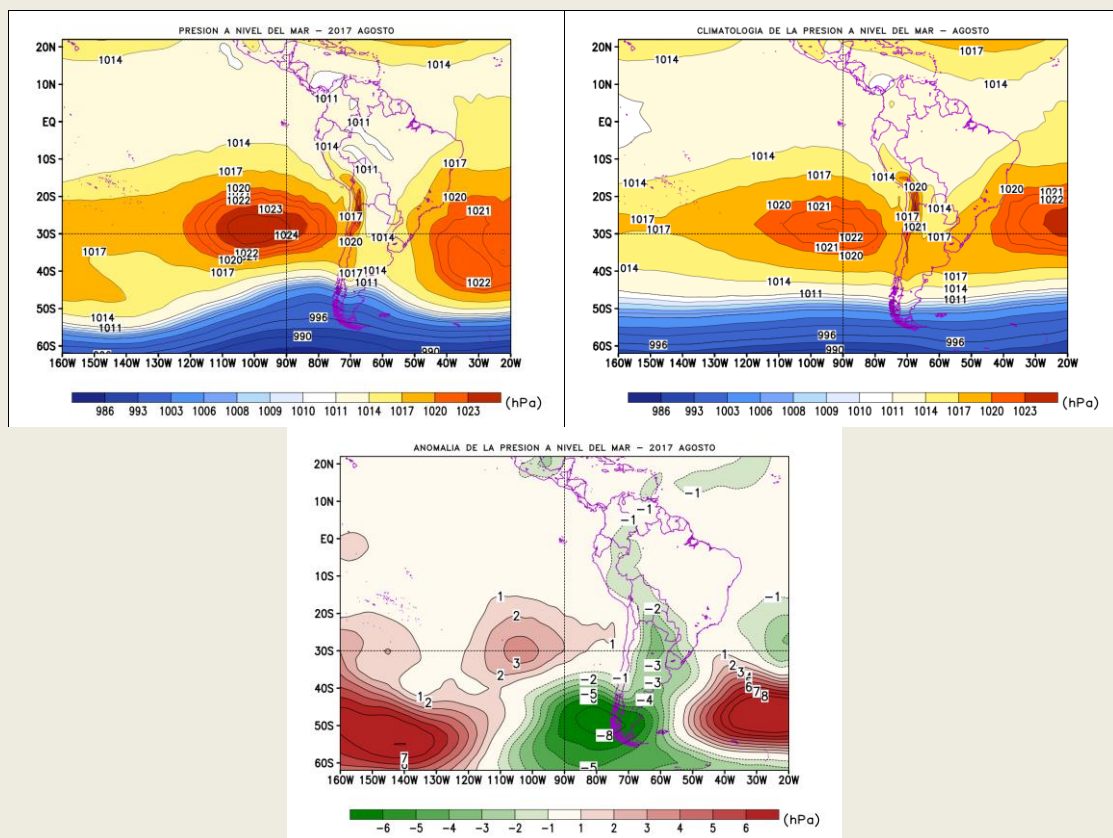 PRESION A NIVEL DEL MAR – 2017 AGOSTO
20N
10N
EQ
10S
20S
30S
40S
50S
60S
1014
1011
1011
1014
1011
1017
1017
1020
1022
1023
1024
1022
1020
1017
1017
1017
1020
1014
1017
1014
1011
1020
1021
1022
1014
1011
996
990
990
160W 150W 140W 130W 120W 110W 100W 90W 80W 70W 60W 50W 40W 30W 20W
986 993 1003 1006 1008 1009 1010 1011 1014 1017 1020 1023 (hPa)
CLIMATOLOGIA DE LA PRESION A NIVEL DEL MAR – AGOSTO
20N
10N
EQ
10S
20S
30S
40S
50S
60S
1014
1017
1014
1014
1017
1014
1014
1020
1020
1021
1022
1020
1021
1017
1017
1014
1021
1017
1022
1021
1020
1014
1011
1017
1014
1011
996
996
996
990
990
160W 150W 140W 130W 120W 110W 100W 90W 80W 70W 60W 50W 40W 30W 20W
986 993 1003 1006 1008 1009 1010 1011 1014 1017 1020 1023 (hPa)
ANOMALIA DE LA PRESION A NIVEL DEL MAR – 2017 AGOSTO
20N
10N
EQ
10S
20S
30S
40S
50S
60S
−1
−1
−1
1
2
−2
−1
1
3
2
−3
−1
−3
−2
−5
−4
−8
−5
1
2
7
1
2
3
6
7
8
160W 150W 140W 130W 120W 110W 100W 90W 80W 70W 60W 50W 40W 30W 20W
−6 −5 −4 −3 −2 −1 1 2 3 4 5 6 (hPa)